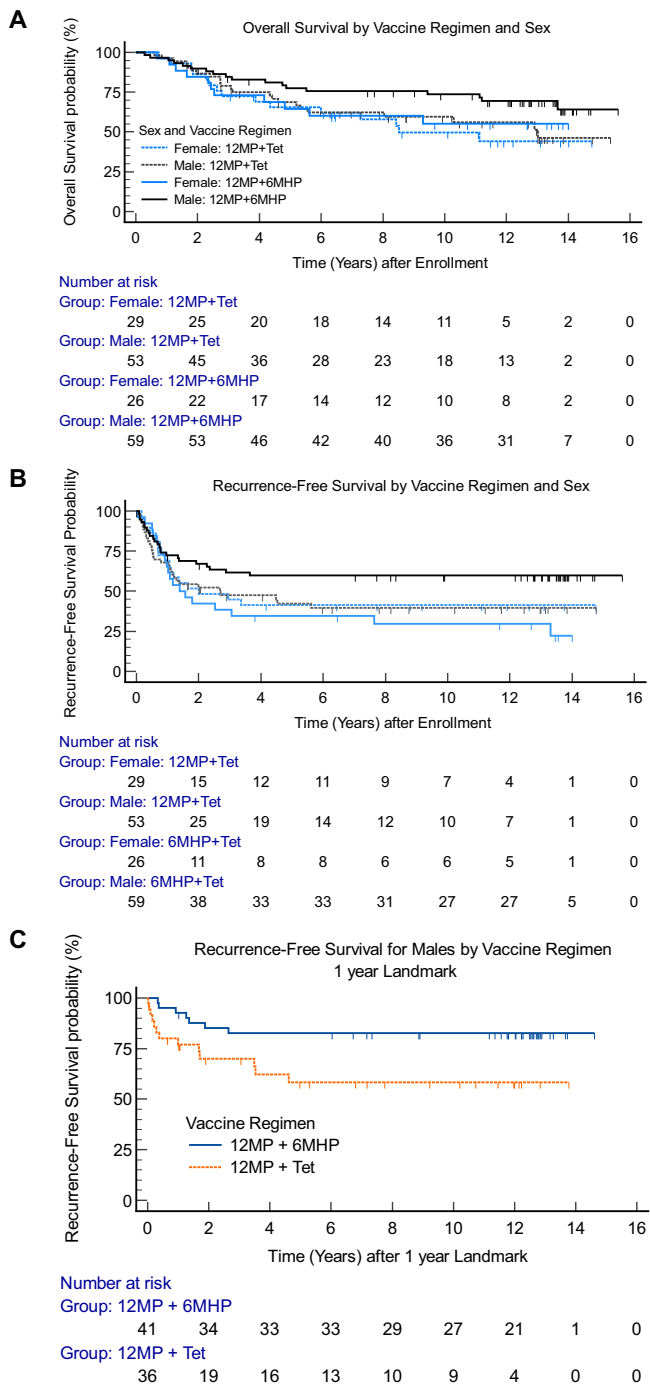 A
Overall Survival by Vaccine Regimen and Sex
Overall Survival probability (%)
100
75
50
25
0
Sex and Vaccine Regimen
Female: 12MP+Tet
Male: 12MP+Tet
Female: 12MP+6MHP
Male: 12MP+6MHP
0 2 4 6 8 10 12 14 16
Time (Years) after Enrollment
Number at risk
Group: Female: 12MP+Tet
29 25 20 18 14 11 5 2 0
Group: Male: 12MP+Tet
53 45 36 28 23 18 13 2 0
Group: Female: 12MP+6MHP
26 22 17 14 12 10 8 2 0
Group: Male: 12MP+6MHP
59 53 46 42 40 36 31 7 0
B
Recurrence-Free Survival by Vaccine Regimen and Sex
Recurrence-Free Survival Probability
100
75
50
25
0
0 2 4 6 8 10 12 14 16
Time (Years) after Enrollment
Number at risk
Group: Female: 12MP+Tet
29 15 12 11 9 7 4 1 0
Group: Male: 12MP+Tet
53 25 19 14 12 10 7 1 0
Group: Female: 6MHP+Tet
26 11 8 8 6 6 5 1 0
Group: Male: 6MHP+Tet
59 38 33 33 31 27 27 5 0
C
Recurrence-Free Survival for Males by Vaccine Regimen
1 year Landmark
Recurrence-Free Survival probability (%)
100
75
50
25
0
Vaccine Regimen
12MP + 6MHP
12MP + Tet
0 2 4 6 8 10 12 14 16
Time (Years) after 1 year Landmark
Number at risk
Group: 12MP + 6MHP
41 34 33 33 29 27 21 1 0
Group: 12MP + Tet
36 19 16 13 10 9 4 0 0